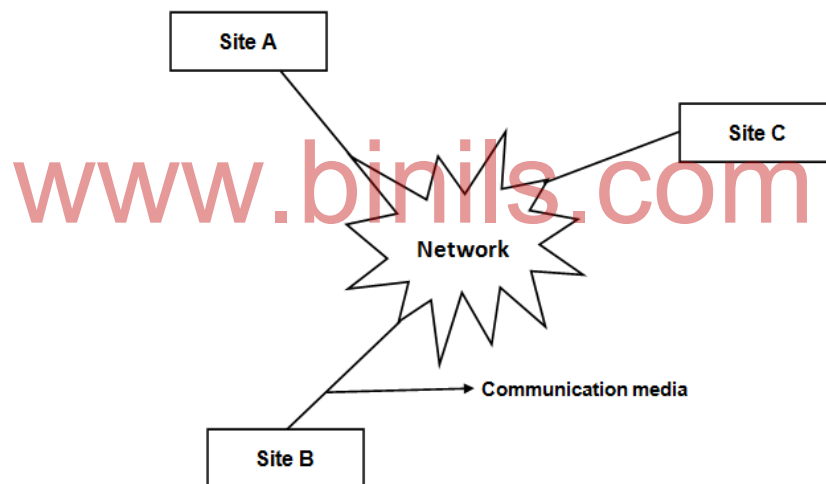 Site A
Site C
www.binils.com
Network
Communication media
Site B